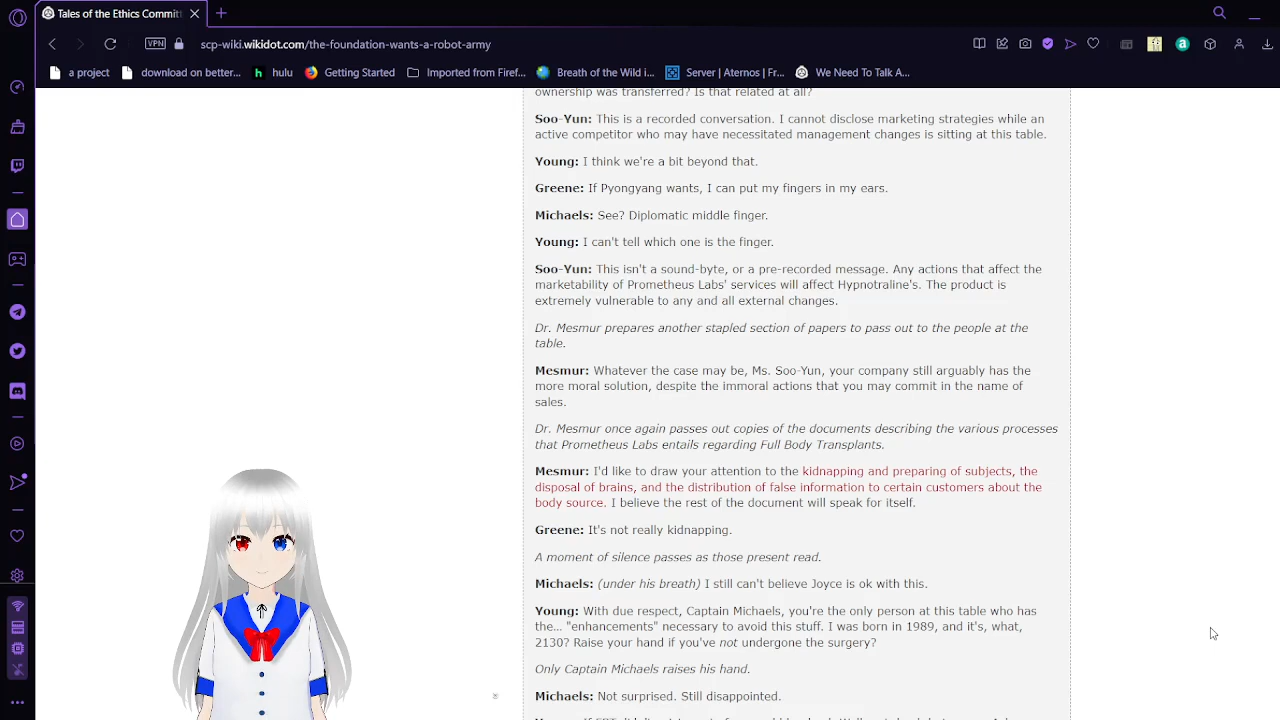 Tales of the Ethics Committ
scp-wiki.wikidot.com/the-foundation-wants-a-robot-army
VPN
a project
download on better...
hulu
Getting Started
Imported from Firef...
Breath of the Wild i...
Server | Aternos | Fr...
We Need To Talk A...
ownership was transferred? Is that related at all?
Soo-Yun: This is a recorded conversation. I cannot disclose marketing strategies while an
active competitor who may have necessitated management changes is sitting at this table.
Young: I think we're a bit beyond that.
Greene: If Pyongyang wants, I can put my fingers in my ears.
Michaels: See? Diplomatic middle finger.
Young: I can't tell which one is the finger.
Soo-Yun: This isn't a sound-byte, or a pre-recorded message. Any actions that affect the
marketability of Prometheus Labs' services will affect Hypnotraline's. The product is
extremely vulnerable to any and all external changes.
Dr. Mesmur prepares another stapled section of papers to pass out to the people at the
table.
Mesmur: Whatever the case may be, Ms. Soo-Yun, your company still arguably has the
more moral solution, despite the immoral actions that you may commit in the name of
sales.
Dr. Mesmur once again passes out copies of the documents describing the various processes
that Prometheus Labs entails regarding Full Body Transplants.
Mesmur: I'd like to draw your attention to the kidnapping and preparing of subjects, the
disposal of brains, and the distribution of false information to certain customers about the
body source. I believe the rest of the document will speak for itself.
Greene: It's not really kidnapping.
A moment of silence passes as those present read.
Michaels: (under his breath) I still can't believe Joyce is ok with this.
Young: With due respect, Captain Michaels, you're the only person at this table who has
the... "enhancements" necessary to avoid this stuff. I was born in 1989, and it's, what,
2130? Raise your hand if you've not undergone the surgery?
Only Captain Michaels raises his hand.
Michaels: Not surprised. Still disappointed.